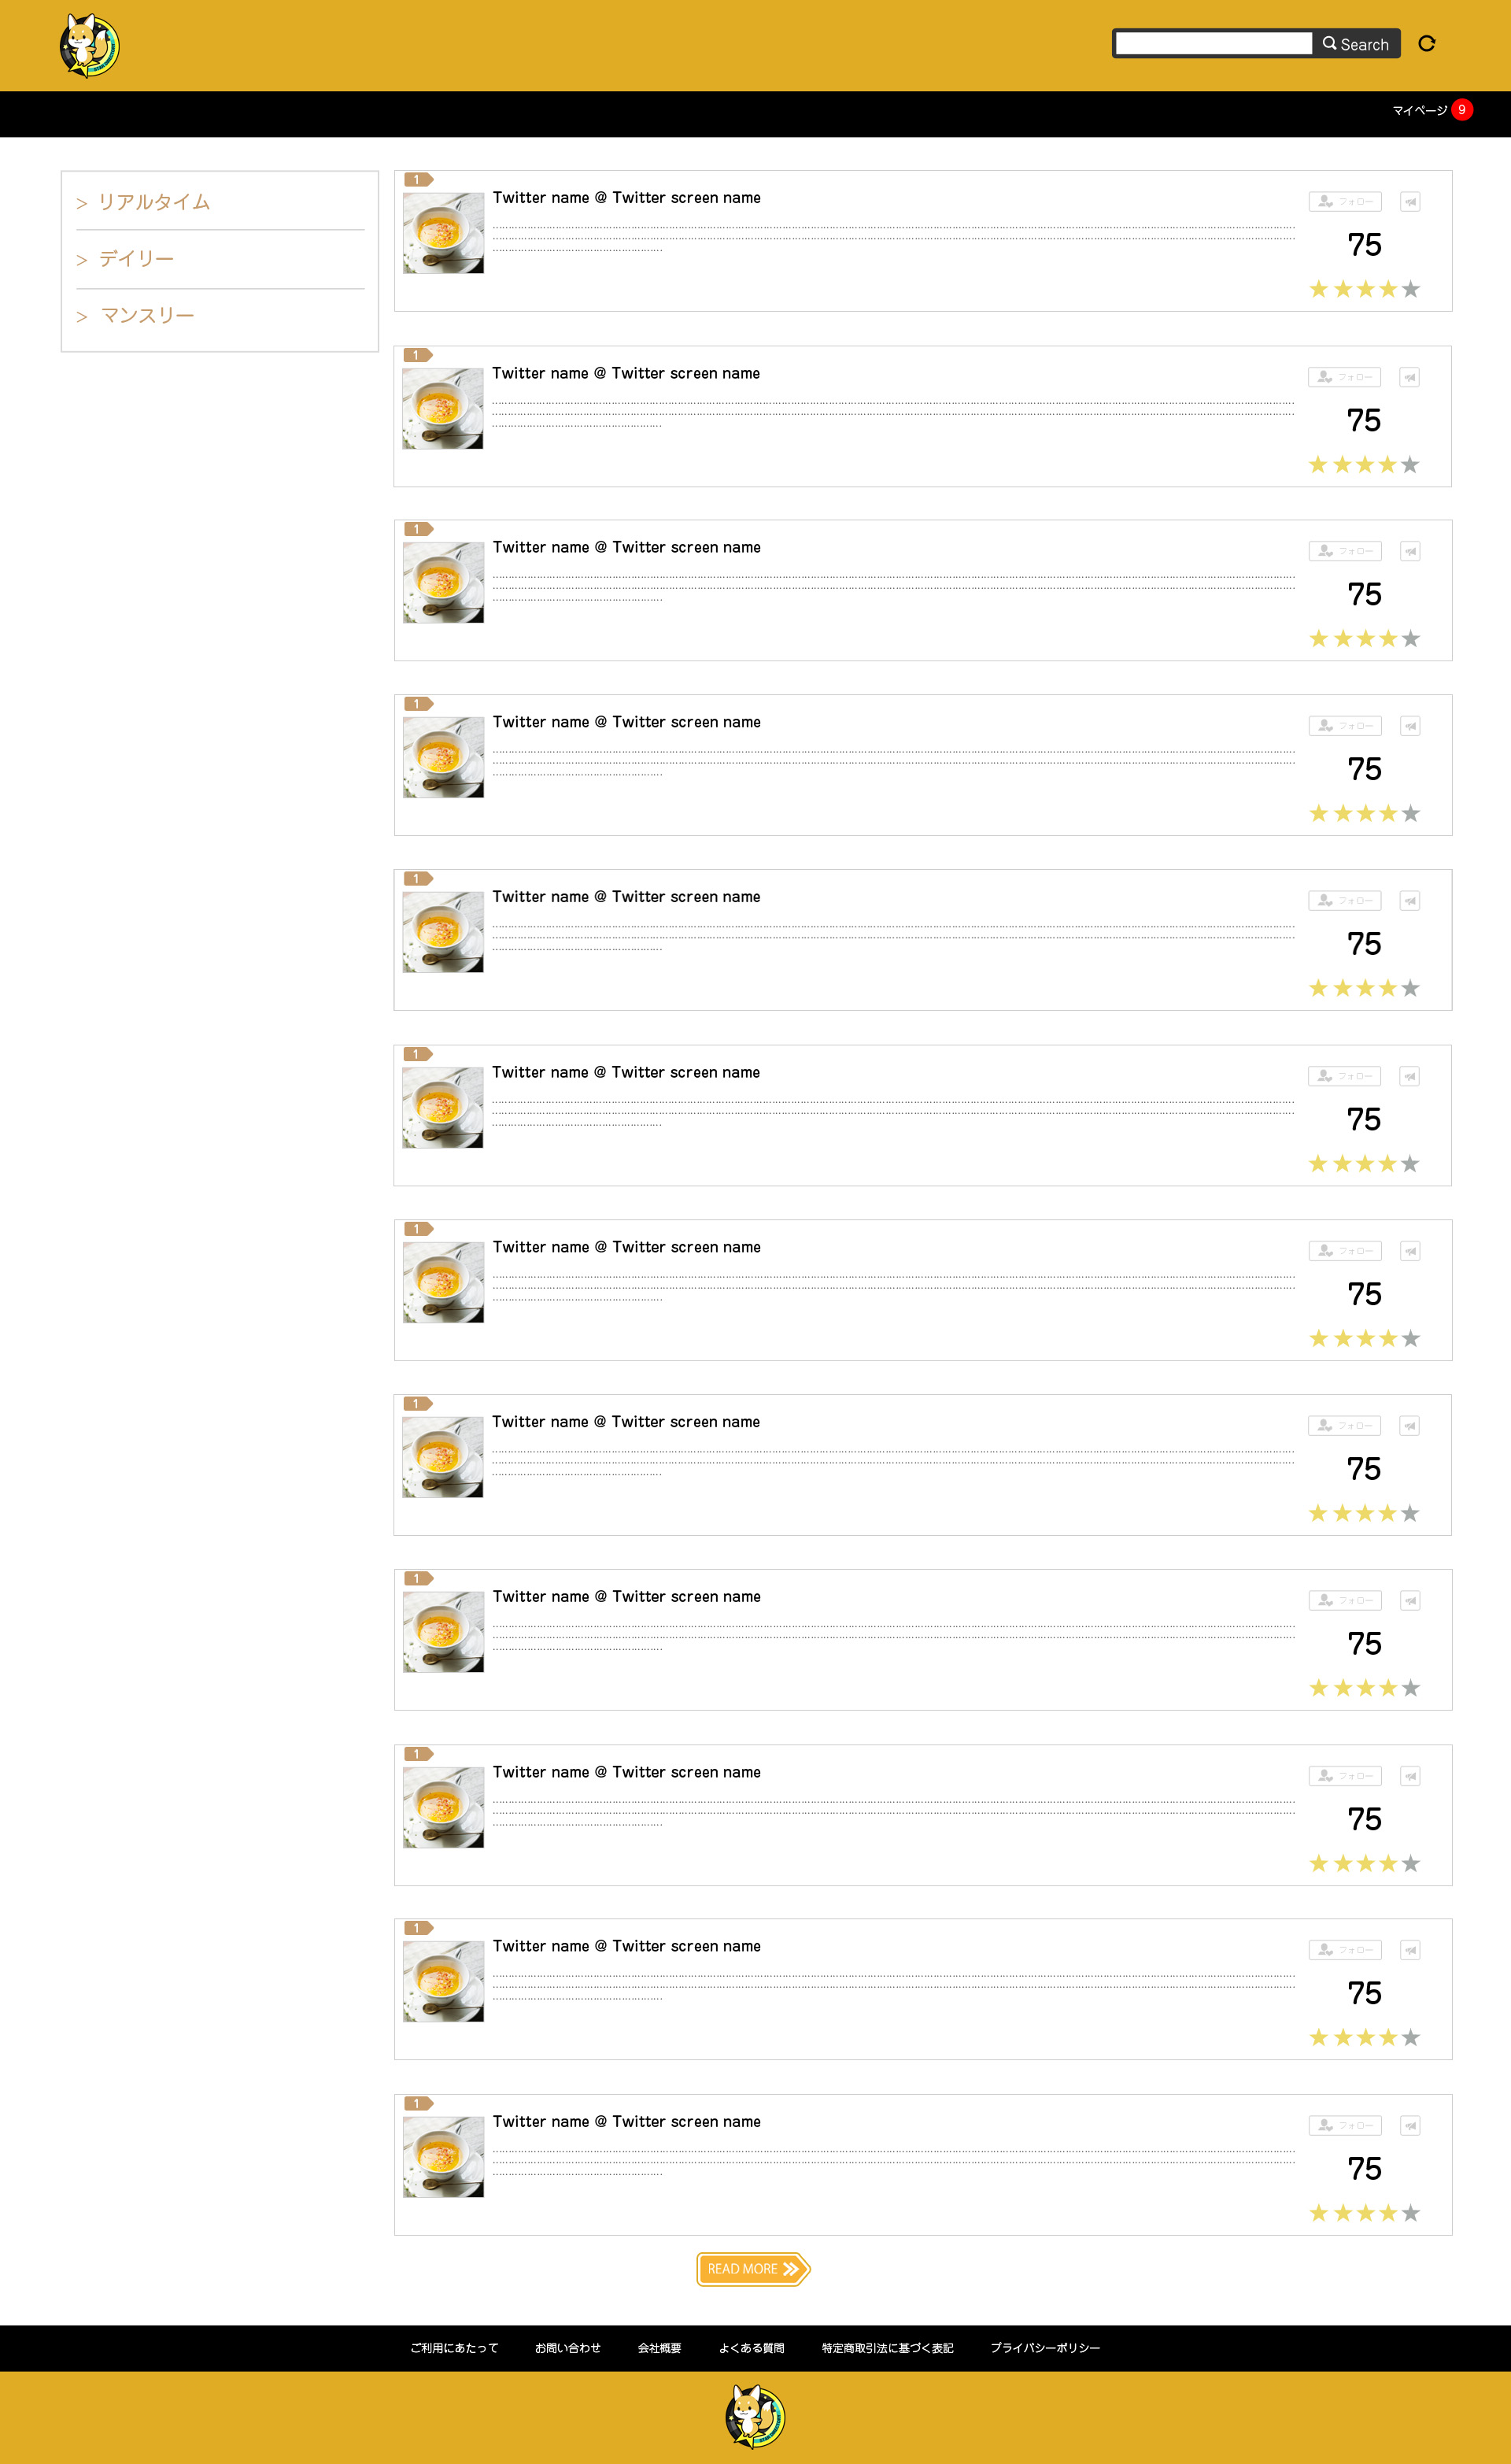 Search
マイページ 9
> リアルタイム
> デイリー
> マンスリー
1
Twitter name @ Twitter screen name
フォロー
75
1
Twitter name @ Twitter screen name
フォロー
75
1
Twitter name @ Twitter screen name
フォロー
75
1
Twitter name @ Twitter screen name
フォロー
75
1
Twitter name @ Twitter screen name
フォロー
75
1
Twitter name @ Twitter screen name
フォロー
75
1
Twitter name @ Twitter screen name
フォロー
75
1
Twitter name @ Twitter screen name
フォロー
75
1
Twitter name @ Twitter screen name
フォロー
75
1
Twitter name @ Twitter screen name
フォロー
75
1
Twitter name @ Twitter screen name
フォロー
75
1
Twitter name @ Twitter screen name
フォロー
75
READ MORE
ご利用にあたって お問い合わせ 会社概要 よくある質問 特定商取引法に基づく表記 プライバシーポリシー